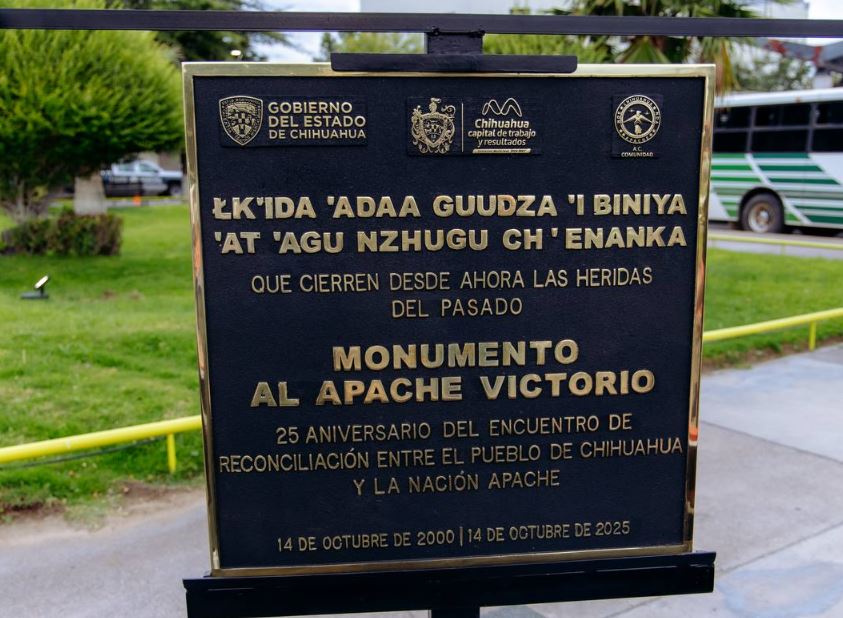 GOBIERNO
DEL ESTADO
DE CHIHUAHUA
Chihuahua
capital de trabajo
y resultados
A.C.
COMUNIDAD
ŁK'IDA 'ADAA GUUDZA 'I BINIYA
'AT 'AGU NZHUGU CH'ENANKA
QUE CIERREN DESDE AHORA LAS HERIDAS
DEL PASADO
MONUMENTO
AL APACHE VICTORIO
25 ANIVERSARIO DEL ENCUENTRO DE
RECONCILIACIÓN ENTRE EL PUEBLO DE CHIHUAHUA
Y LA NACIÓN APACHE
14 DE OCTUBRE DE 2000 | 14 DE OCTUBRE DE 2025